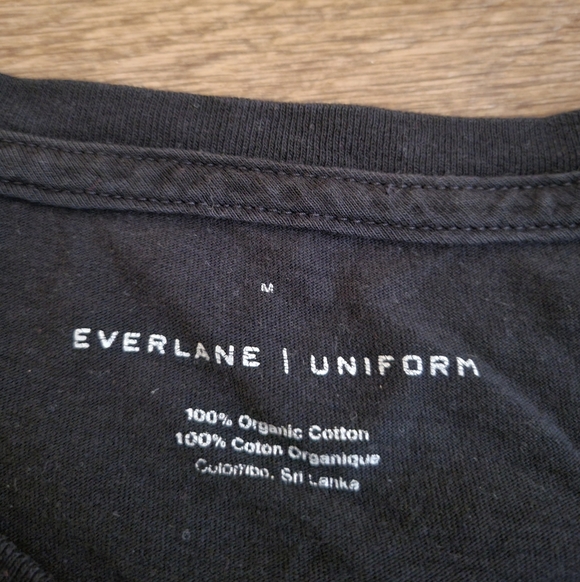 M
EVERLANE | UNIFORM
100% Organic Cotton
100% Coton Organique
Colombo, Sri Lanka